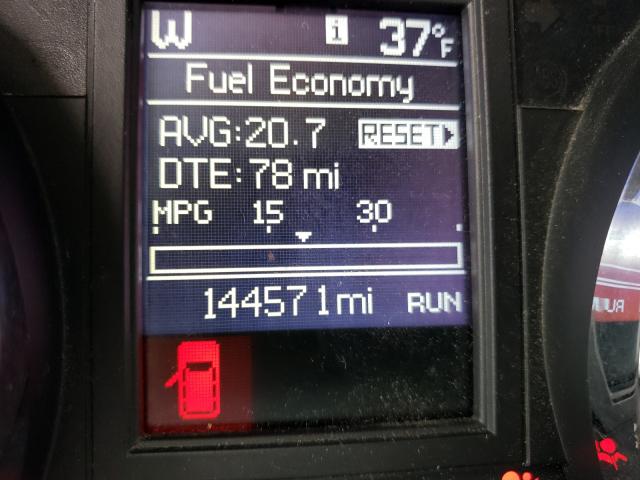 W i 37°F
Fuel Economy
AVG:20.7 RESET
DTE:78 mi
MPG 15 30
144571mi RUN